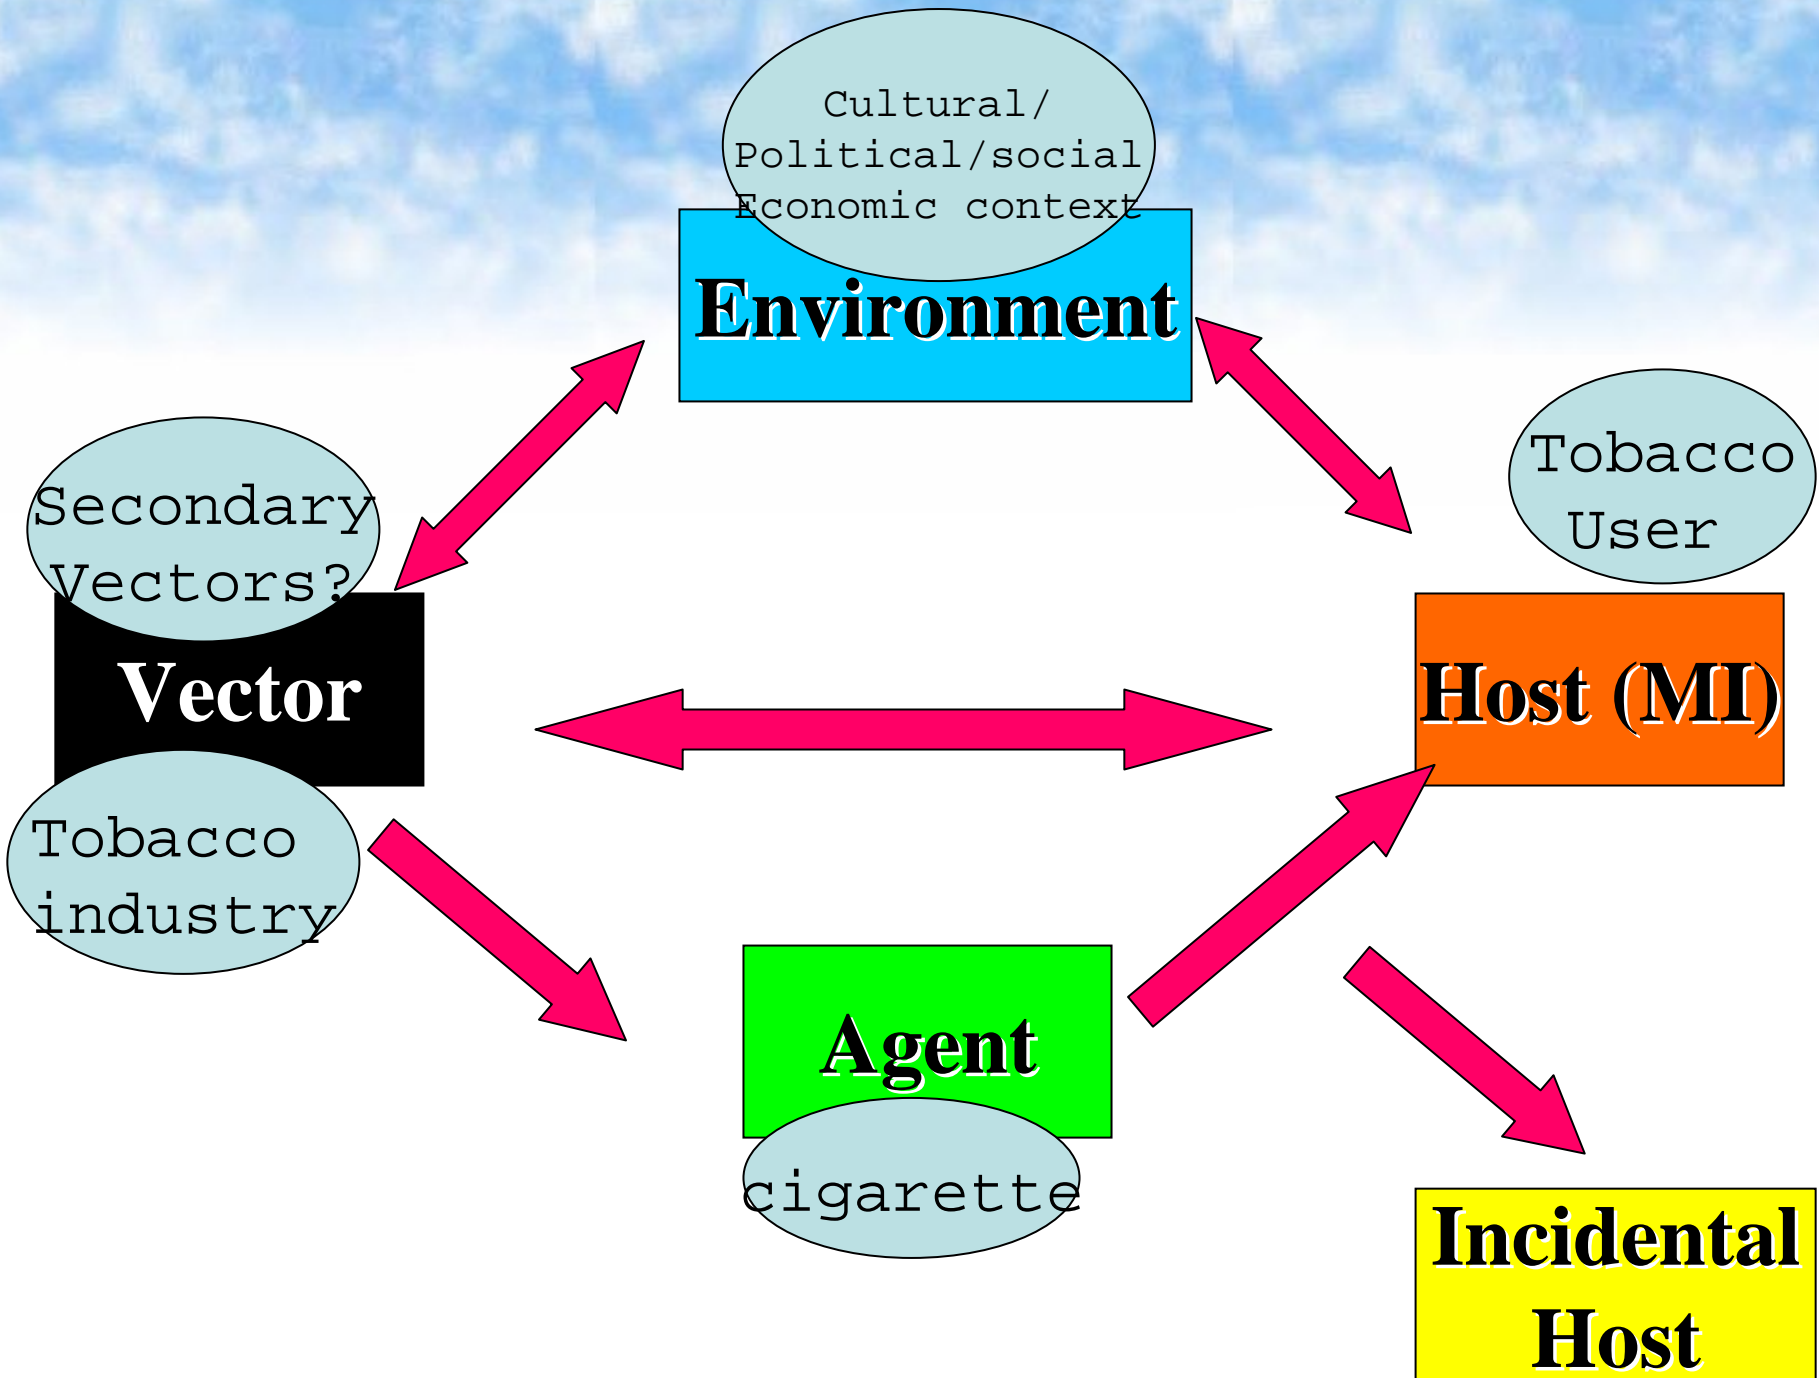 Cultural/
Political/social
Economic context
Environment
Tobacco
User
Secondary
Vectors?
Vector
Host (MI)
Tobacco
industry
Agent
cigarette
Incidental
Host